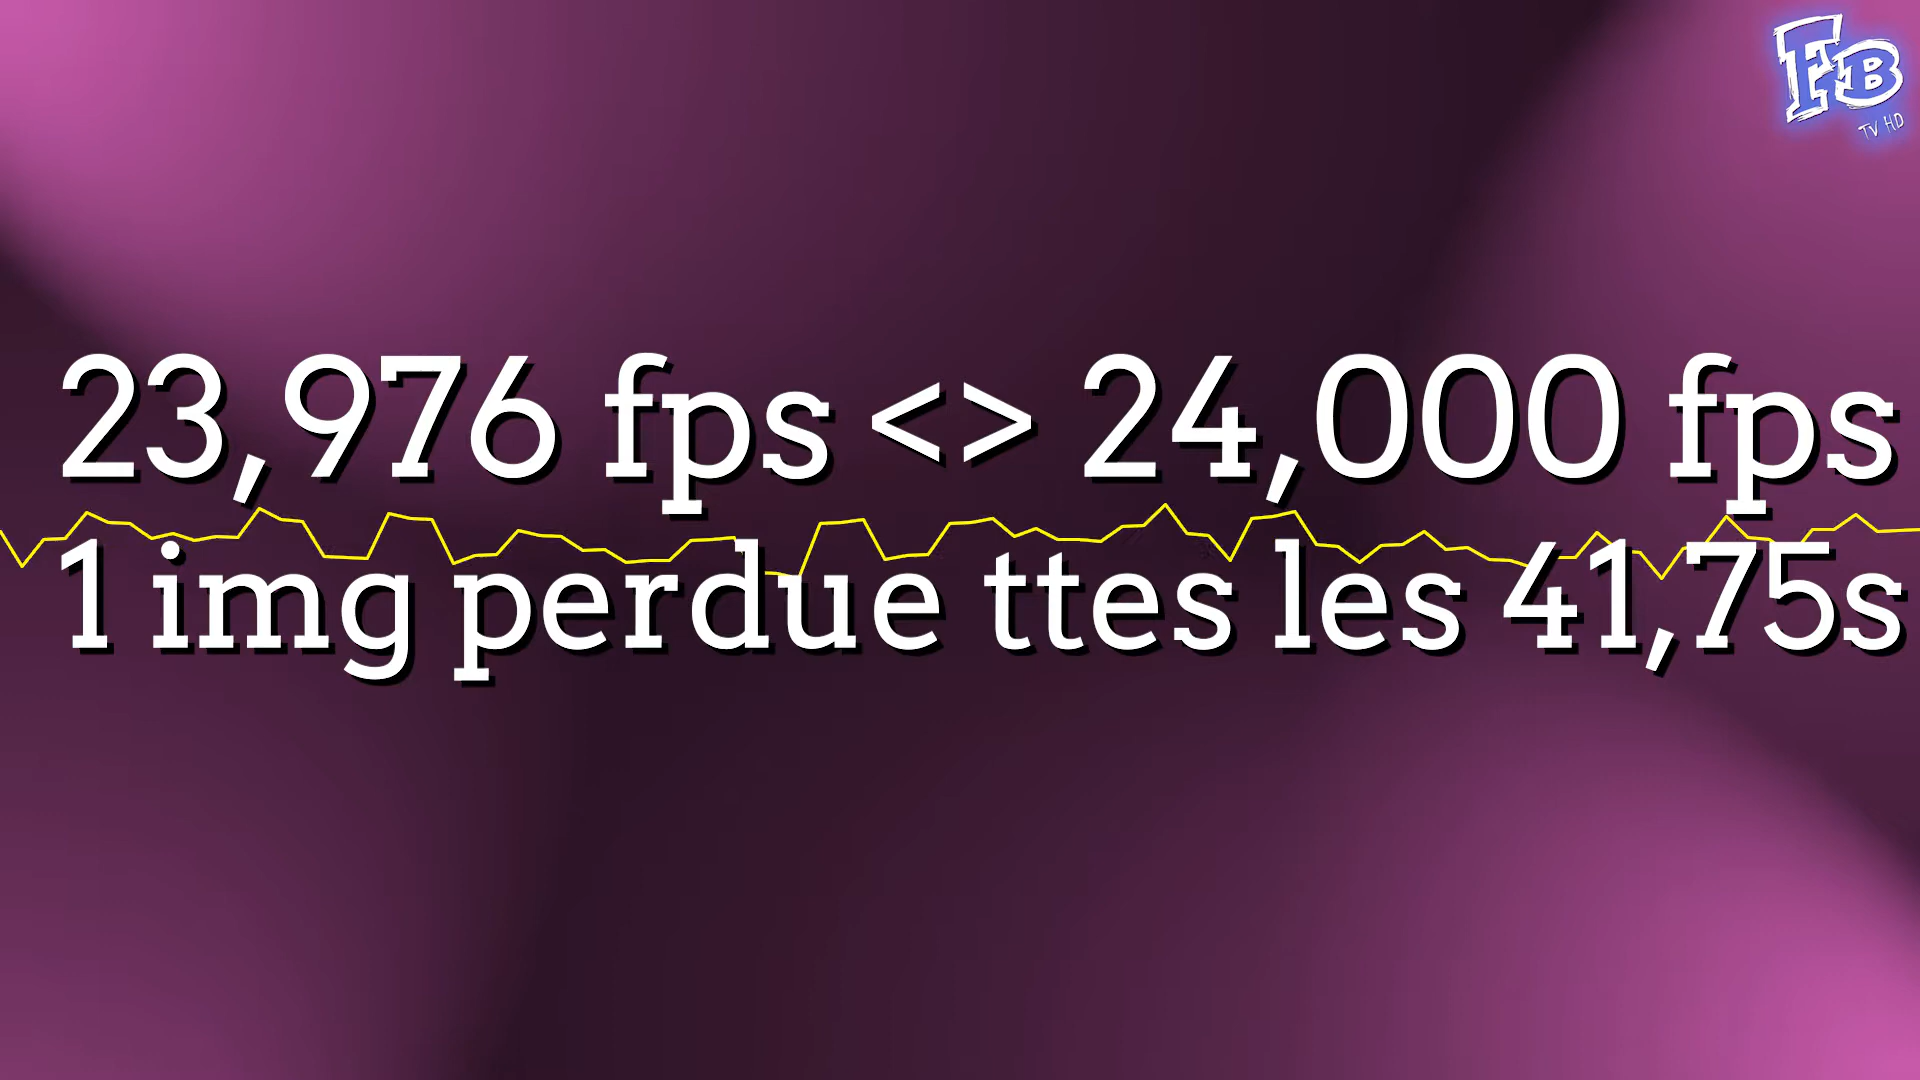 FB
TV HD
23,976 fps <> 24,000 fps
1 img perdue ttes les 41,75s